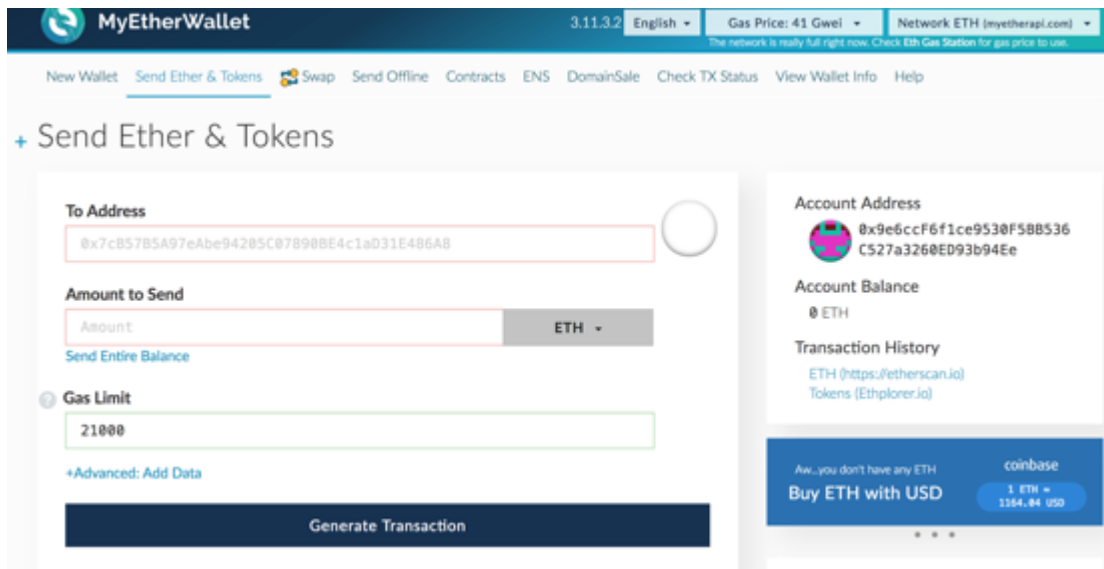 MyEtherWallet
3.11.3.2 English Gas Price: 41 Gwei Network ETH (myetherapi.com)
The network is really full right now. Check Eth Gas Station for gas price to use.
New Wallet Send Ether & Tokens Swap Send Offline Contracts ENS DomainSale Check TX Status View Wallet Info Help
+ Send Ether & Tokens
To Address
0x7cB57B5A97eAbe94205C07890BE4c1aD31E486A8
Amount to Send
Amount ETH
Send Entire Balance
? Gas Limit
21000
+Advanced: Add Data
Generate Transaction
Account Address
0x9e6ccF6f1ce9530F5BB536
C527a3260ED93b94Ee
Account Balance
0 ETH
Transaction History
ETH (https://etherscan.io)
Tokens (Ethplorer.io)
Aw...you don't have any ETH
Buy ETH with USD
coinbase
1 ETH ≈
1164.04 USD